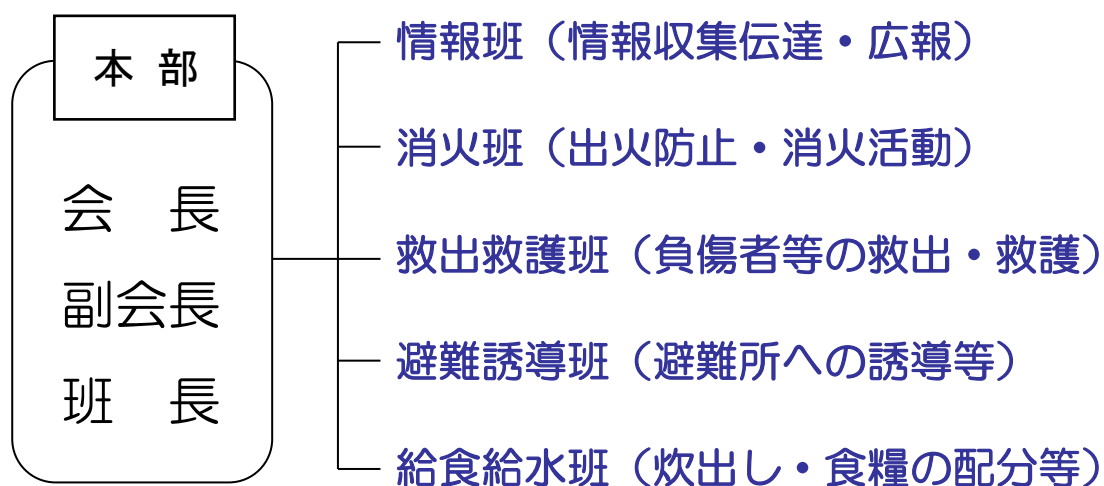 本 部
会 長
副会長
班 長
情報班（情報収集伝達・広報）
消火班（出火防止・消火活動）
救出救護班（負傷者等の救出・救護）
避難誘導班（避難所への誘導等）
給食給水班（炊出し・食糧の配分等）